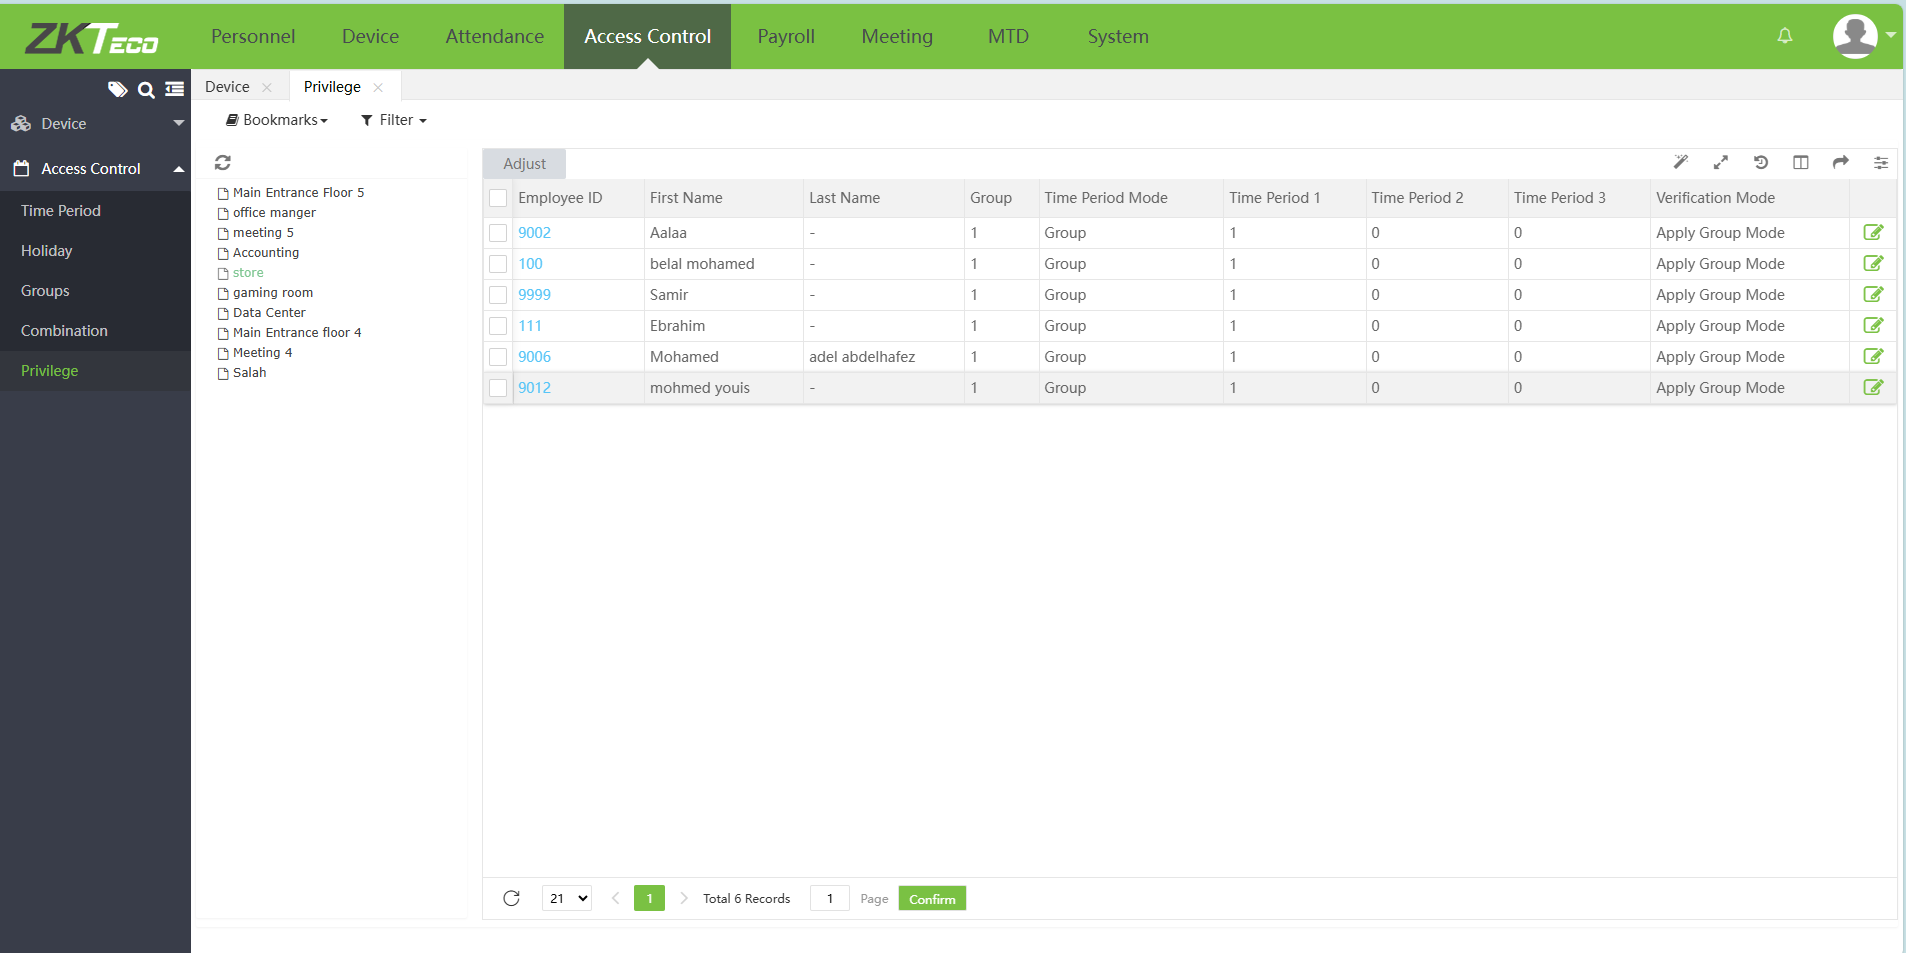 ZKTeco Personnel Device Attendance Access Control Payroll Meeting MTD System
Device Privilege
Bookmarks Filter
Device
Access Control
Time Period
Holiday
Groups
Combination
Privilege
Main Entrance Floor 5
office manger
meeting 5
Accounting
store
gaming room
Data Center
Main Entrance floor 4
Meeting 4
Salah
Adjust
Employee ID First Name Last Name Group Time Period Mode Time Period 1 Time Period 2 Time Period 3 Verification Mode
9002 Aalaa - 1 Group 1 0 0 Apply Group Mode
100 belal mohamed - 1 Group 1 0 0 Apply Group Mode
9999 Samir - 1 Group 1 0 0 Apply Group Mode
111 Ebrahim - 1 Group 1 0 0 Apply Group Mode
9006 Mohamed adel abdelhafez 1 Group 1 0 0 Apply Group Mode
9012 mohmed youis - 1 Group 1 0 0 Apply Group Mode
21 1 Total 6 Records 1 Page Confirm